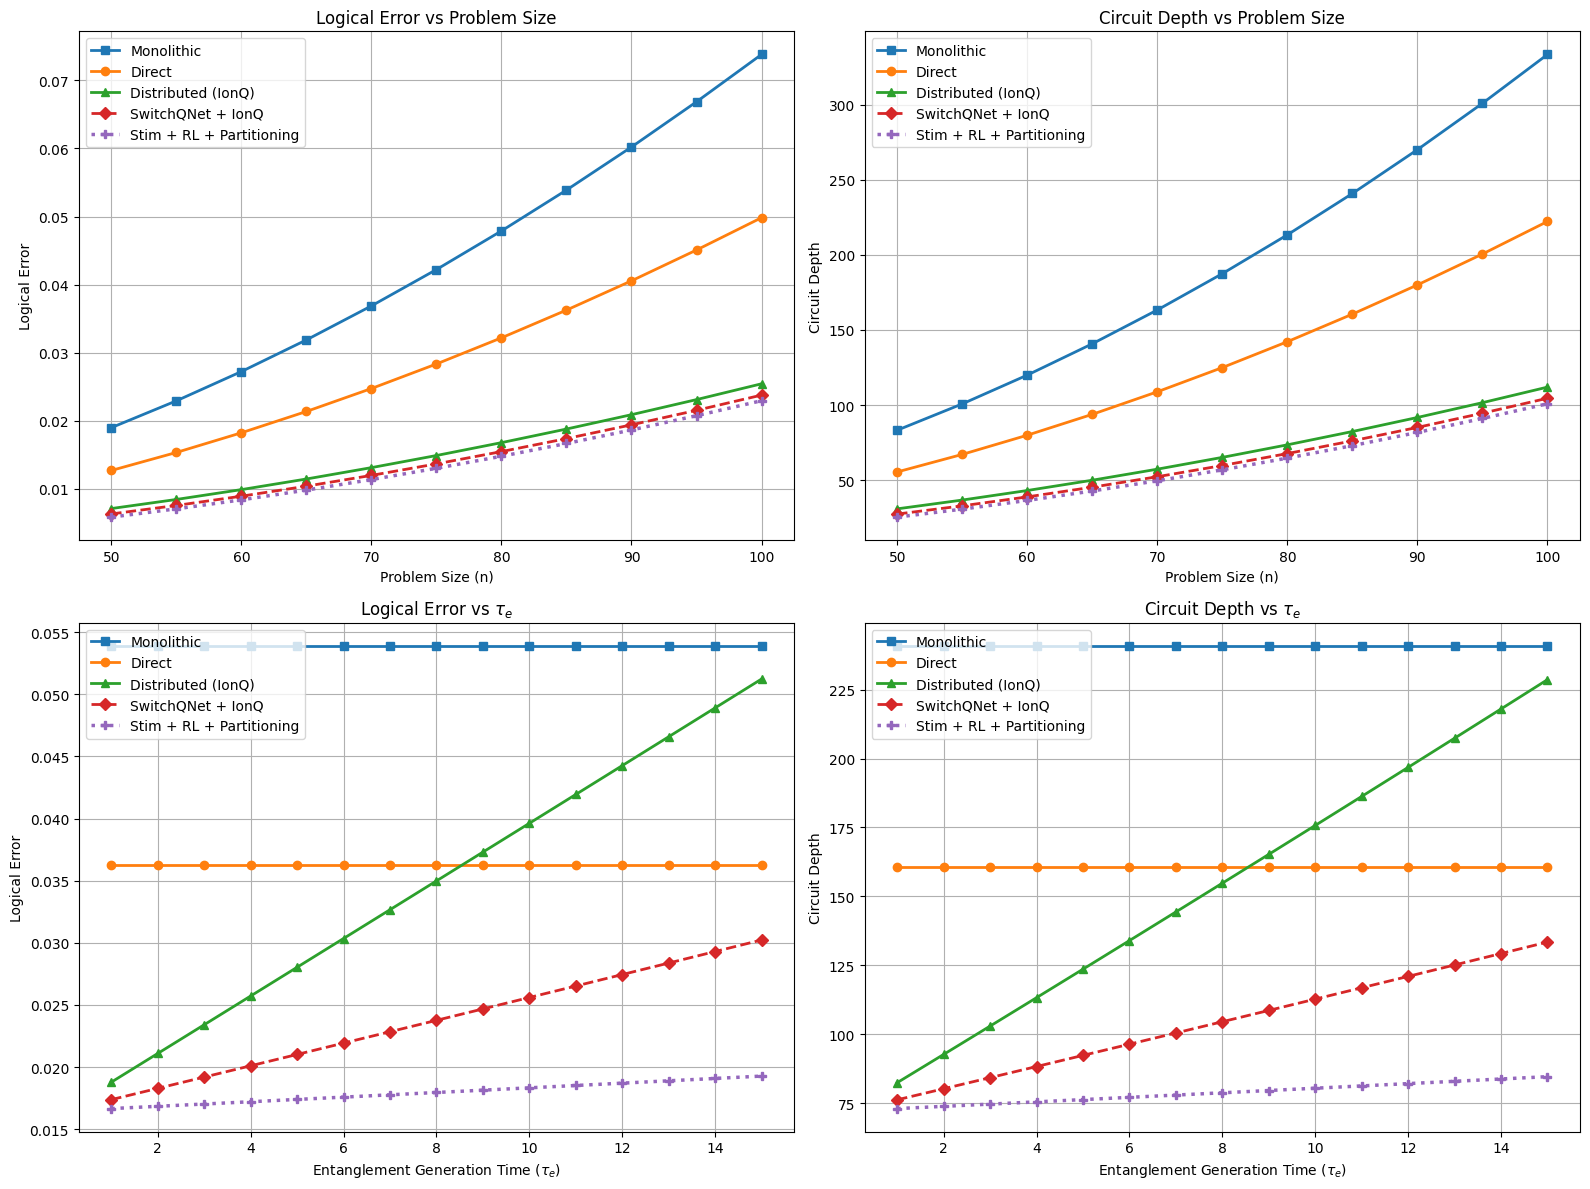 Logical Error vs Problem Size
Monolithic
Direct
Distributed (IonQ)
SwitchQNet + IonQ
Stim + RL + Partitioning
Logical Error
0.07
0.06
0.05
0.04
0.03
0.02
0.01
50 60 70 80 90 100
Problem Size (n)
Circuit Depth vs Problem Size
Monolithic
Direct
Distributed (IonQ)
SwitchQNet + IonQ
Stim + RL + Partitioning
Circuit Depth
300
250
200
150
100
50
50 60 70 80 90 100
Problem Size (n)
Logical Error vs τₑ
Monolithic
Direct
Distributed (IonQ)
SwitchQNet + IonQ
Stim + RL + Partitioning
Logical Error
0.055
0.050
0.045
0.040
0.035
0.030
0.025
0.020
0.015
2 4 6 8 10 12 14
Entanglement Generation Time (τₑ)
Circuit Depth vs τₑ
Monolithic
Direct
Distributed (IonQ)
SwitchQNet + IonQ
Stim + RL + Partitioning
Circuit Depth
225
200
175
150
125
100
75
2 4 6 8 10 12 14
Entanglement Generation Time (τₑ)